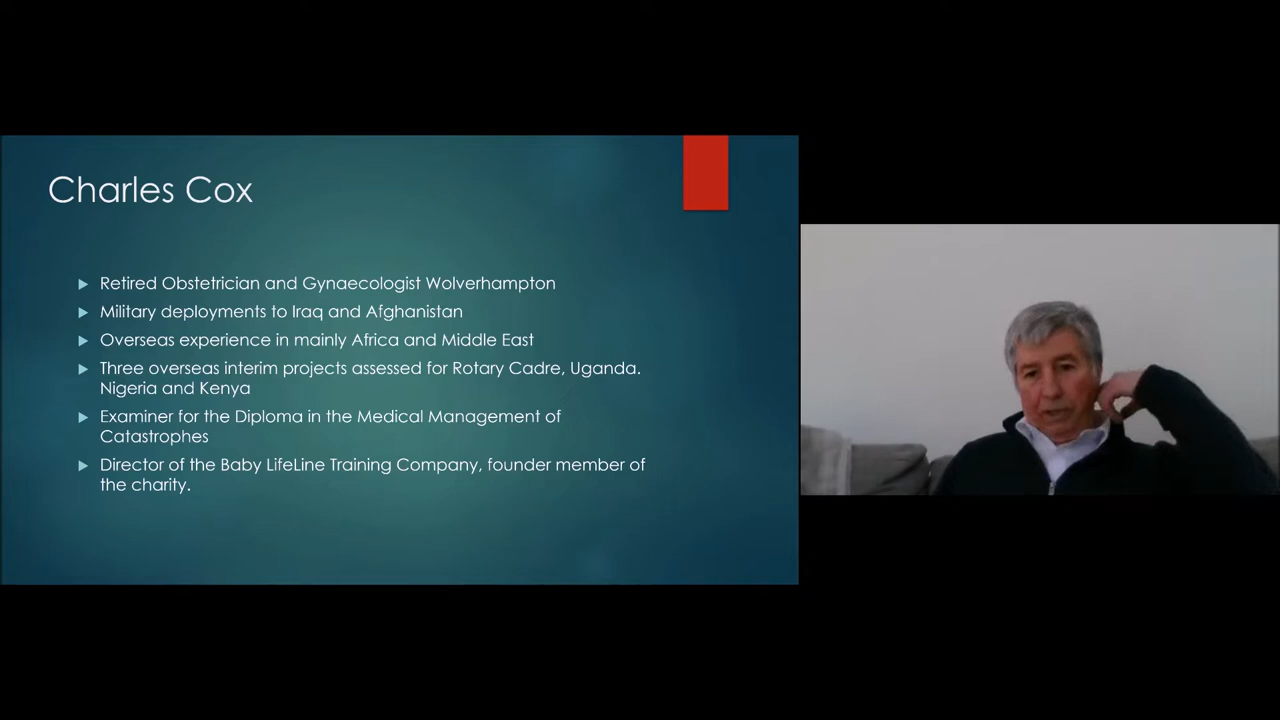 Charles Cox
Retired Obstetrician and Gynaecologist Wolverhampton
Military deployments to Iraq and Afghanistan
Overseas experience in mainly Africa and Middle East
Three overseas interim projects assessed for Rotary Cadre, Uganda.
Nigeria and Kenya
Examiner for the Diploma in the Medical Management of
Catastrophes
Director of the Baby LifeLine Training Company, founder member of
the charity.